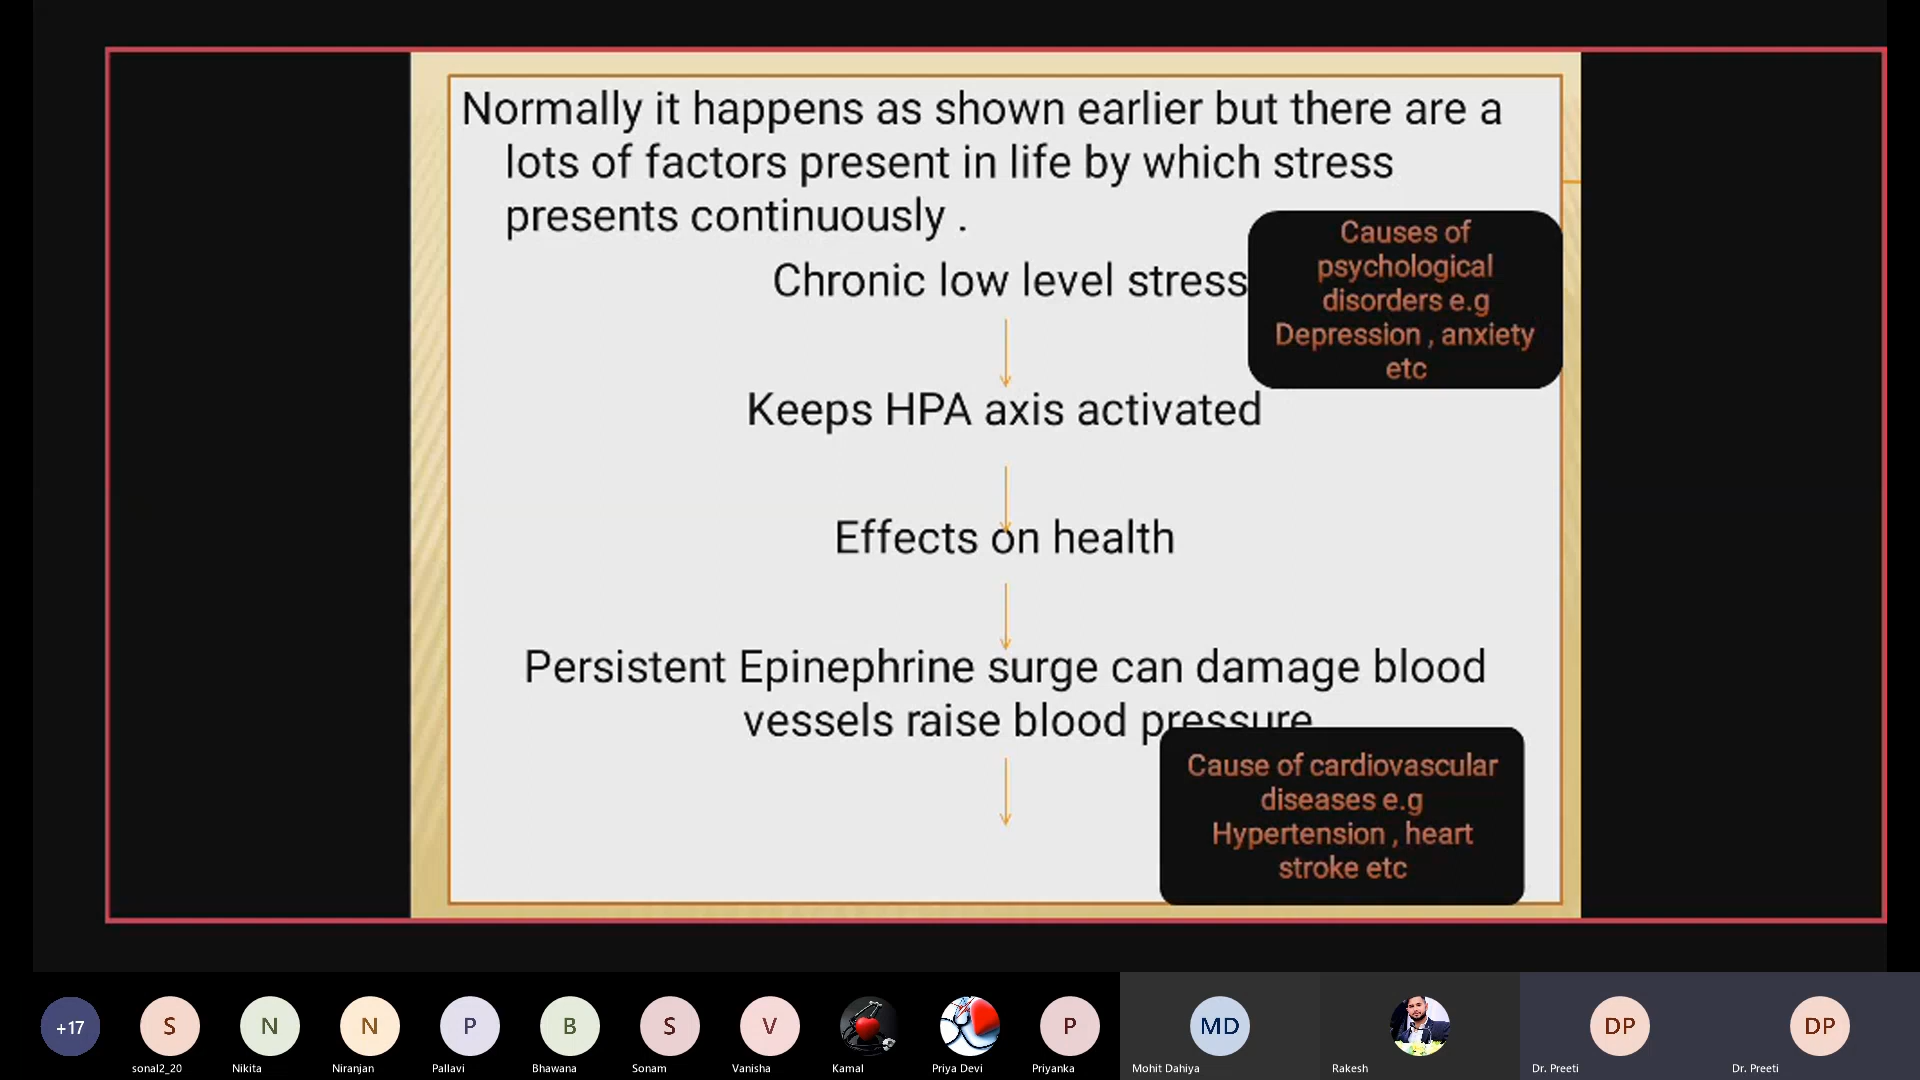 Normally it happens as shown earlier but there are a
lots of factors present in life by which stress
presents continuously .
Chronic low level stress
Causes of
psychological
disorders e.g
Depression , anxiety
etc
Keeps HPA axis activated
Effects on health
Persistent Epinephrine surge can damage blood
vessels raise blood pressure
Cause of cardiovascular
diseases e.g
Hypertension , heart
stroke etc
+17
S
N
N
P
B
S
V
P
MD
DP
DP
sonal2_20
Nikita
Niranjan
Pallavi
Bhawana
Sonam
Vanisha
Kamal
Priya Devi
Priyanka
Mohit Dahiya
Rakesh
Dr. Preeti
Dr. Preeti